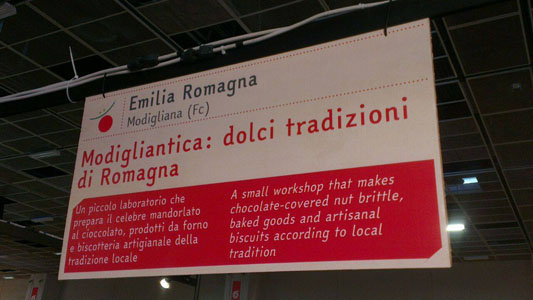 Emilia Romagna
Modigliana (Fc)
Modigliantica: dolci tradizioni
di Romagna
Un piccolo laboratorio che
prepara il celebre mandorlato
al cioccolato, prodotti da forno
e biscotteria artigianale della
tradizione locale
A small workshop that makes
chocolate-covered nut brittle,
baked goods and artisanal
biscuits according to local
tradition